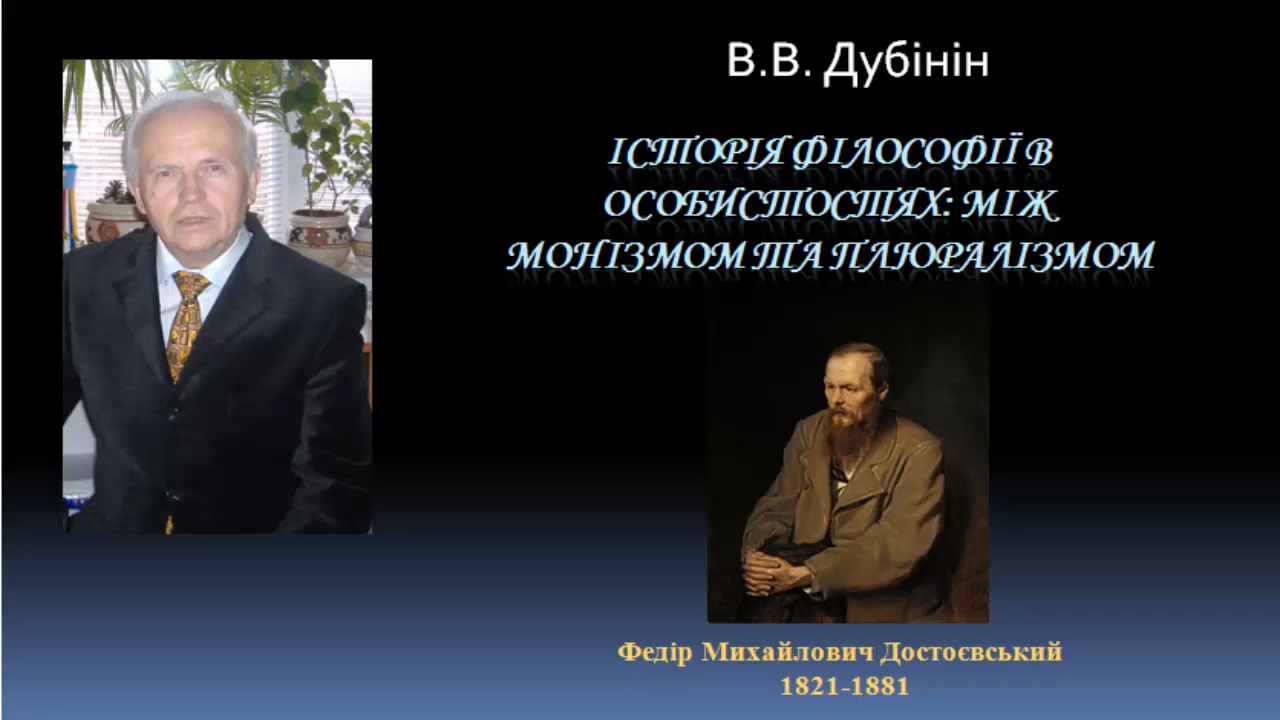 В.В. Дубінін
ІСТОРІЯ ФІЛОСОФІЇ В
ОСОБИСТОСТЯХ: МІЖ
МОНІЗМОМ ТА ПЛЮРАЛІЗМОМ
Федір Михайлович Достоєвський
1821-1881